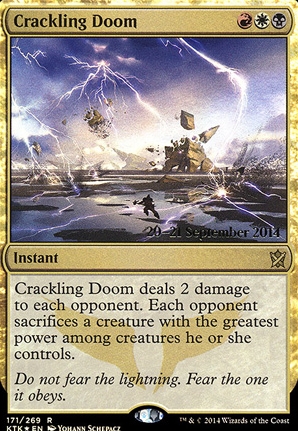 Crackling Doom
20–21 September 2014
Instant
Crackling Doom deals 2 damage
to each opponent. Each opponent
sacrifices a creature with the greatest
power among creatures he or she
controls.
Do not fear the lightning. Fear the one
it obeys.
171/269 R
KTK EN YOHANN SCHEPACZ
™ & © 2014 Wizards of the Coast